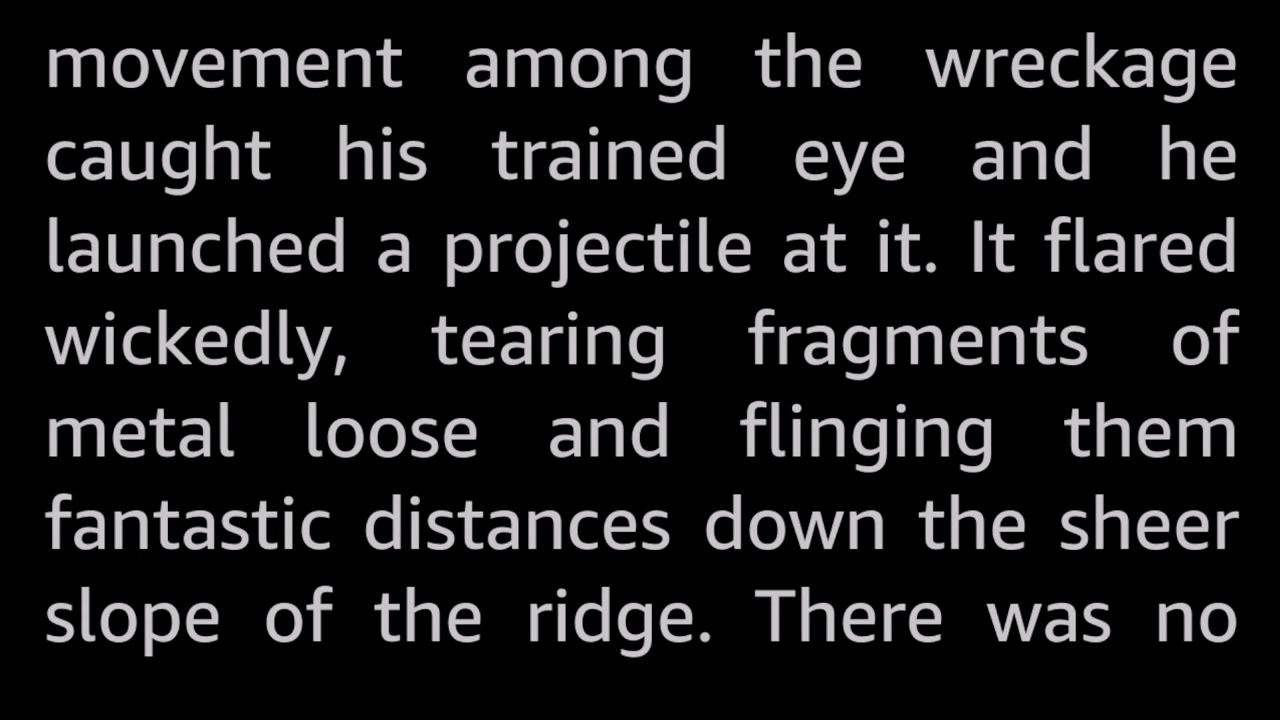 movement among the wreckage
caught his trained eye and he
launched a projectile at it. It flared
wickedly, tearing fragments of
metal loose and flinging them
fantastic distances down the sheer
slope of the ridge. There was no